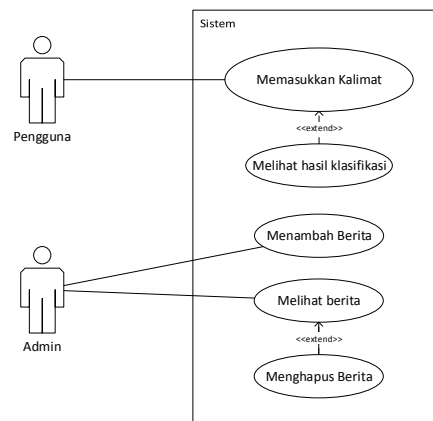 Sistem
Memasukkan Kalimat
<<extend>>
Pengguna
Melihat hasil klasifikasi
Menambah Berita
Melihat berita
<<extend>>
Admin
Menghapus Berita